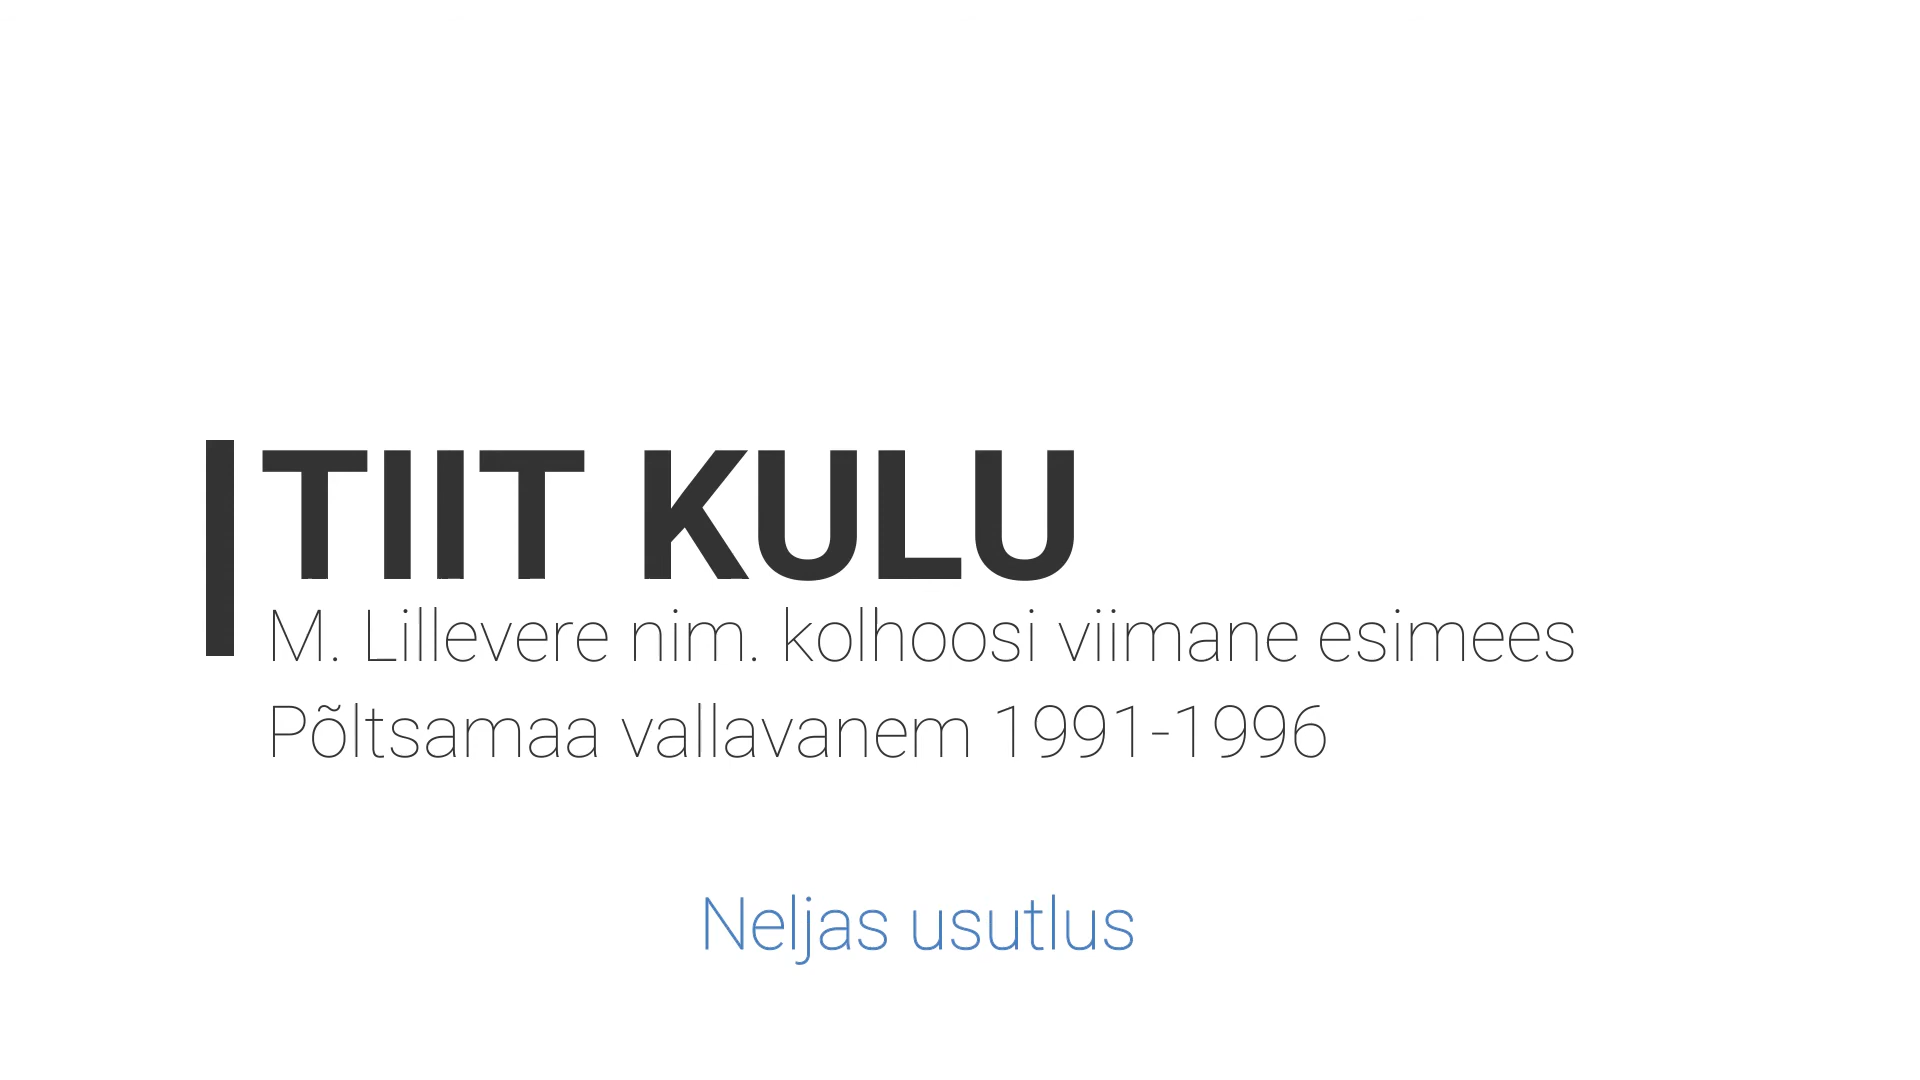 TIIT KULU
M. Lillevere nim. kolhoosi viimane esimees
Põltsamaa vallavanem 1991-1996
Neljas usutlus